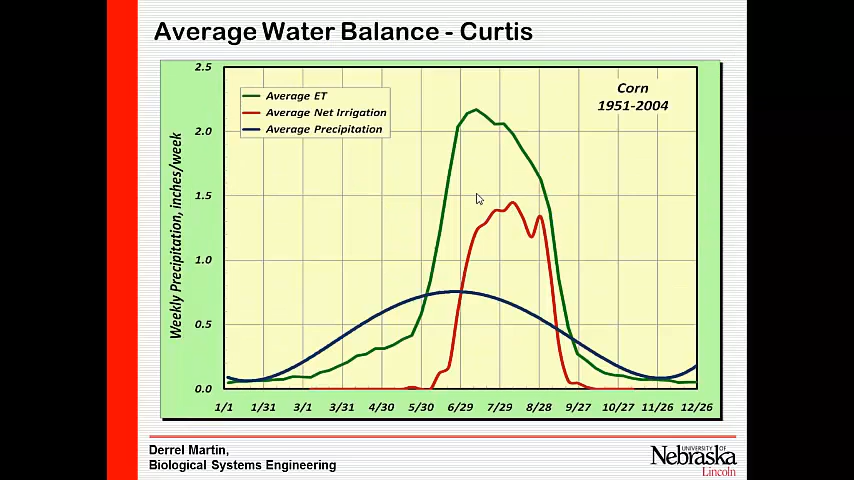 Average Water Balance - Curtis
2.5
2.0
1.5
1.0
0.5
0.0
Weekly Precipitation, inches/week
Average ET
Average Net Irrigation
Average Precipitation
Corn
1951-2004
1/1 1/31 3/1 3/31 4/30 5/30 6/29 7/29 8/28 9/27 10/27 11/26 12/26
Derrel Martin,
Biological Systems Engineering
UNIVERSITY OF
Nebraska
Lincoln